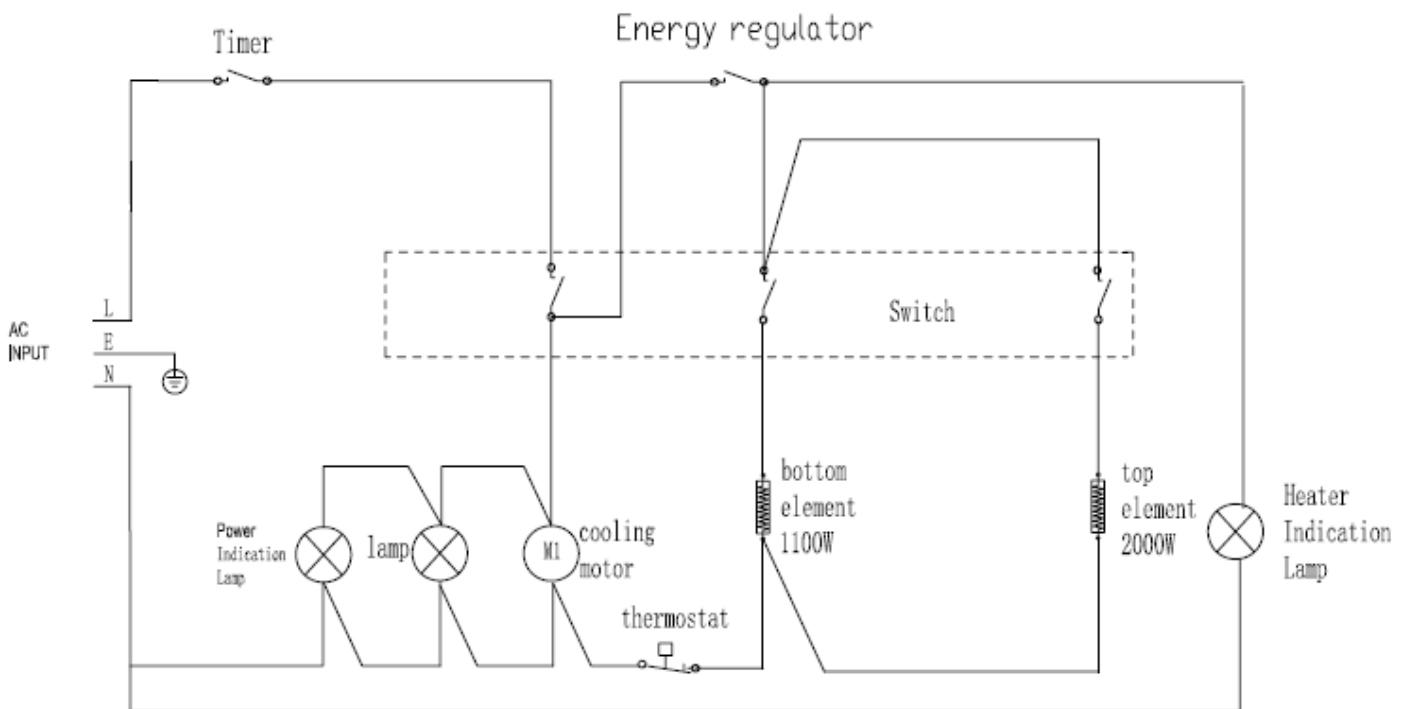 Energy regulator
Timer
L
AC
INPUT
E
N
Switch
Power
Indication
Lamp
lamp
M1
cooling
motor
thermostat
bottom
element
1100W
top
element
2000W
Heater
Indication
Lamp